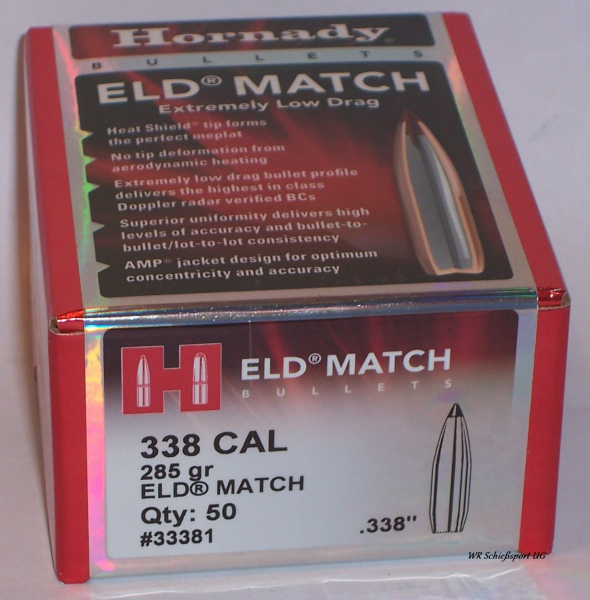 Hornady
BULLETS
ELD® MATCH
Extremely Low Drag
Heat Shield™ tip forms
the perfect meplat
No tip deformation from
aerodynamic heating
Extremely low drag bullet profile
delivers the highest in class
Doppler radar verified BCs
Superior uniformity delivers high
levels of accuracy and bullet-to-
bullet/lot-to-lot consistency
AMP® jacket design for optimum
concentricity and accuracy
H
ELD® MATCH
BULLETS
338 CAL
285 gr
ELD® MATCH
Qty: 50
#33381
.338"
WR Schießsport UG